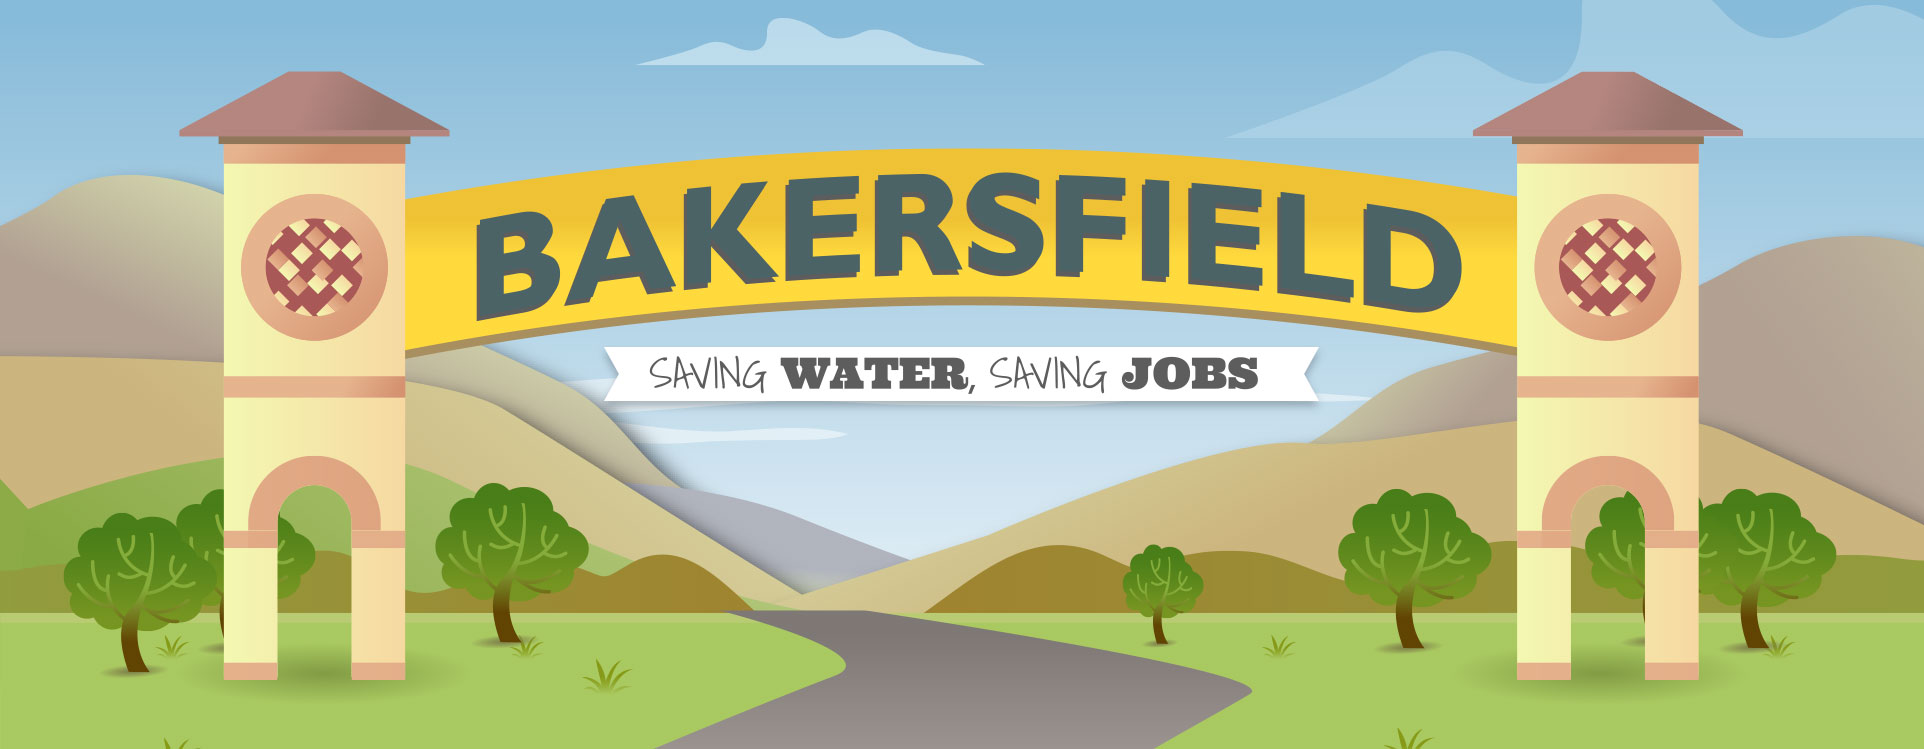 BAKERSFIELD
SAVING WATER, SAVING JOBS